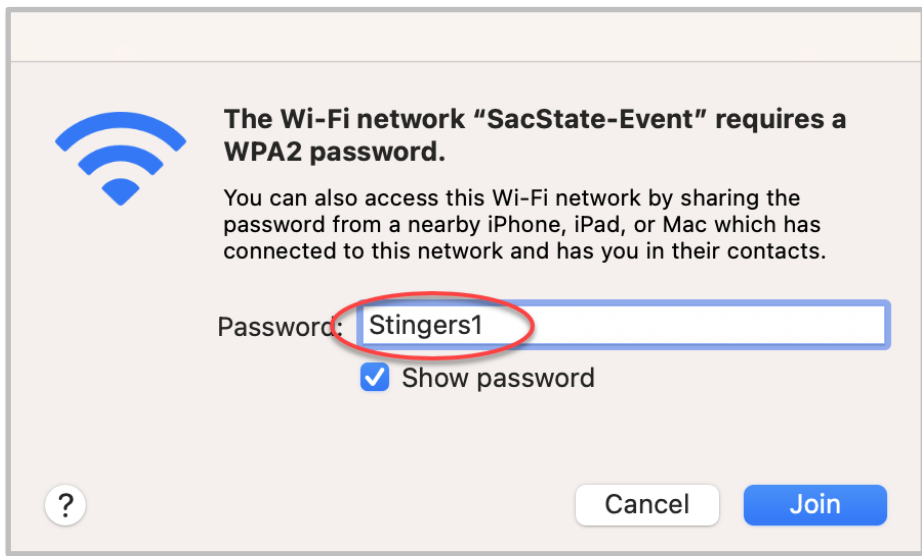 The Wi-Fi network “SacState-Event” requires a
WPA2 password.
You can also access this Wi-Fi network by sharing the
password from a nearby iPhone, iPad, or Mac which has
connected to this network and has you in their contacts.
Password: Stingers1
Show password
? Cancel Join